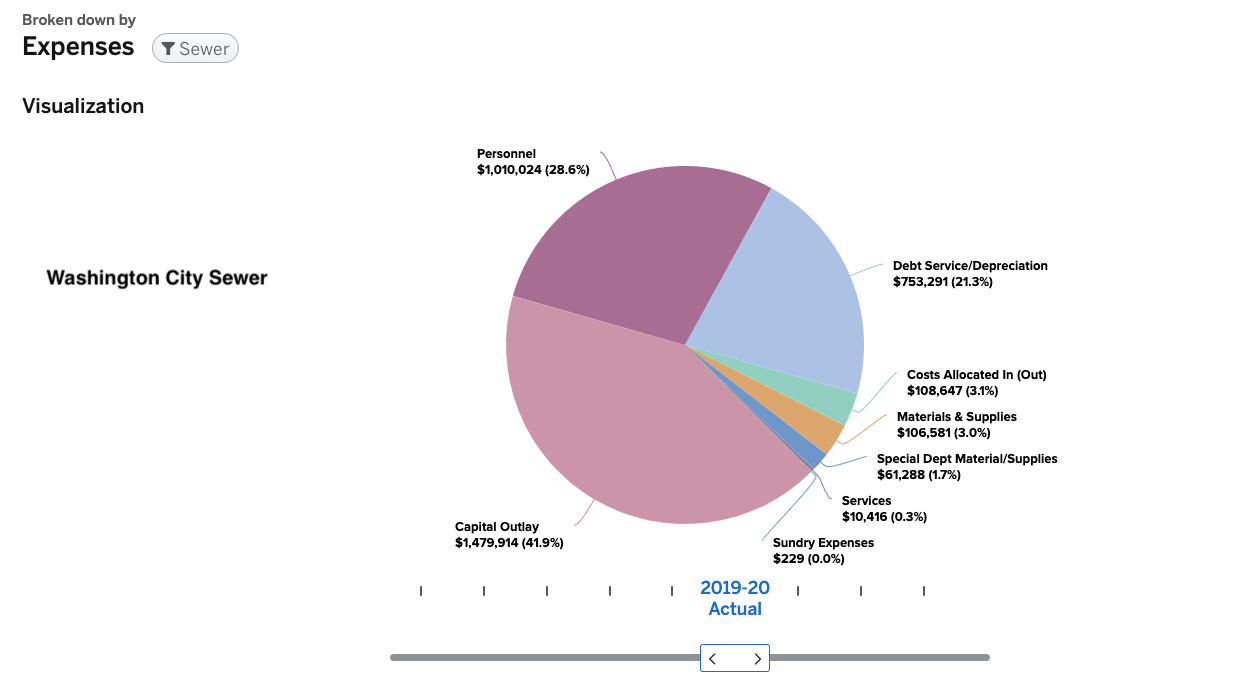 Broken down by
Expenses
Sewer
Visualization
Washington City Sewer
Personnel
$1,010,024 (28.6%)
Debt Service/Depreciation
$753,291 (21.3%)
Costs Allocated In (Out)
$108,647 (3.1%)
Materials & Supplies
$106,581 (3.0%)
Special Dept Material/Supplies
$61,288 (1.7%)
Services
$10,416 (0.3%)
Sundry Expenses
$229 (0.0%)
Capital Outlay
$1,479,914 (41.9%)
2019-20
Actual